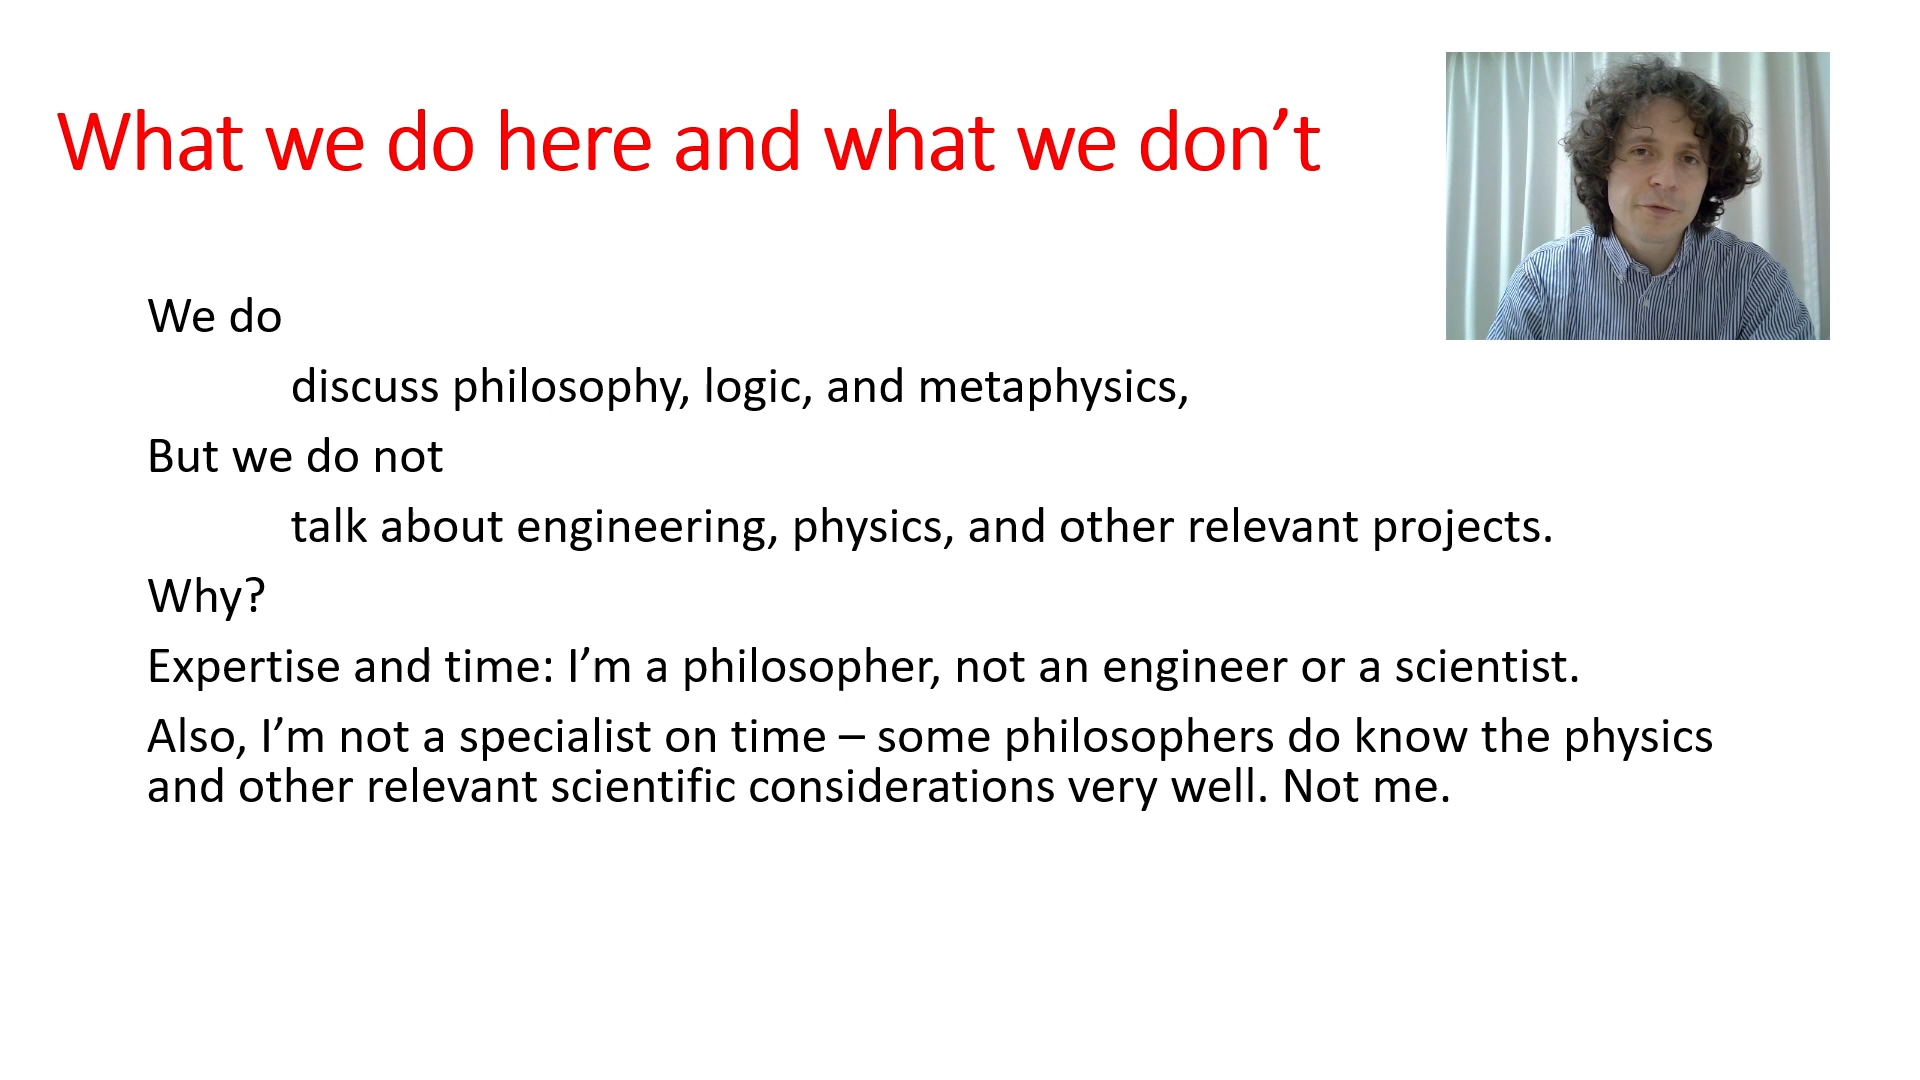 What we do here and what we don’t
We do
discuss philosophy, logic, and metaphysics,
But we do not
talk about engineering, physics, and other relevant projects.
Why?
Expertise and time: I’m a philosopher, not an engineer or a scientist.
Also, I’m not a specialist on time – some philosophers do know the physics
and other relevant scientific considerations very well. Not me.